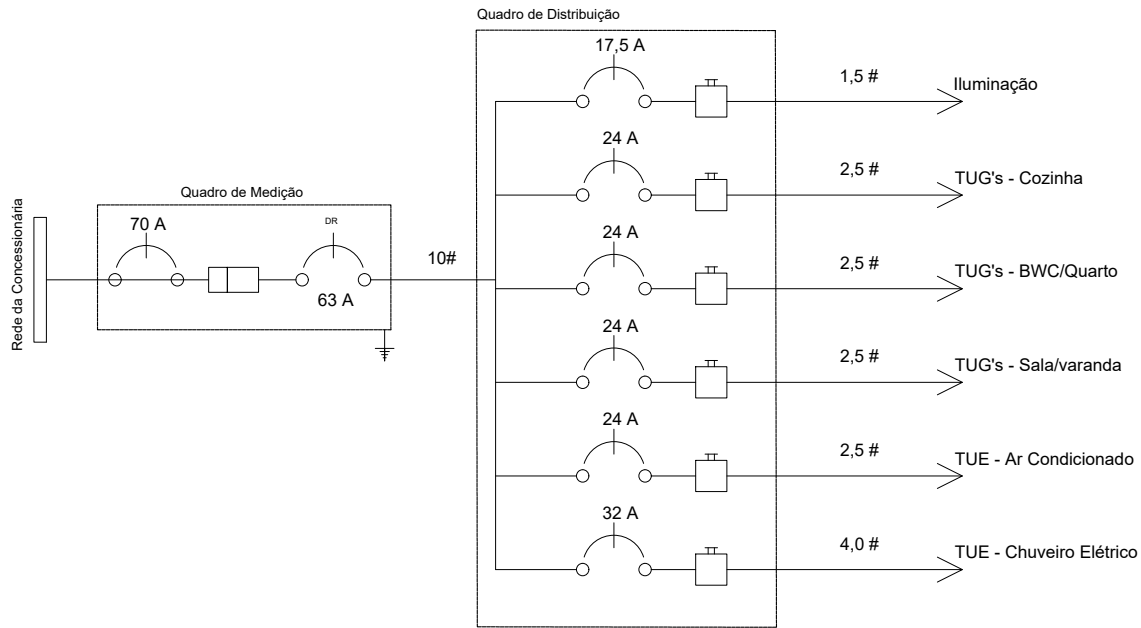 Quadro de Distribuição
17,5 A
1,5 #
Iluminação
24 A
2,5 #
TUG's - Cozinha
Quadro de Medição
Rede da Concessionária
70 A
DR
63 A
10#
24 A
2,5 #
TUG's - BWC/Quarto
24 A
2,5 #
TUG's - Sala/varanda
24 A
2,5 #
TUE - Ar Condicionado
32 A
4,0 #
TUE - Chuveiro Elétrico